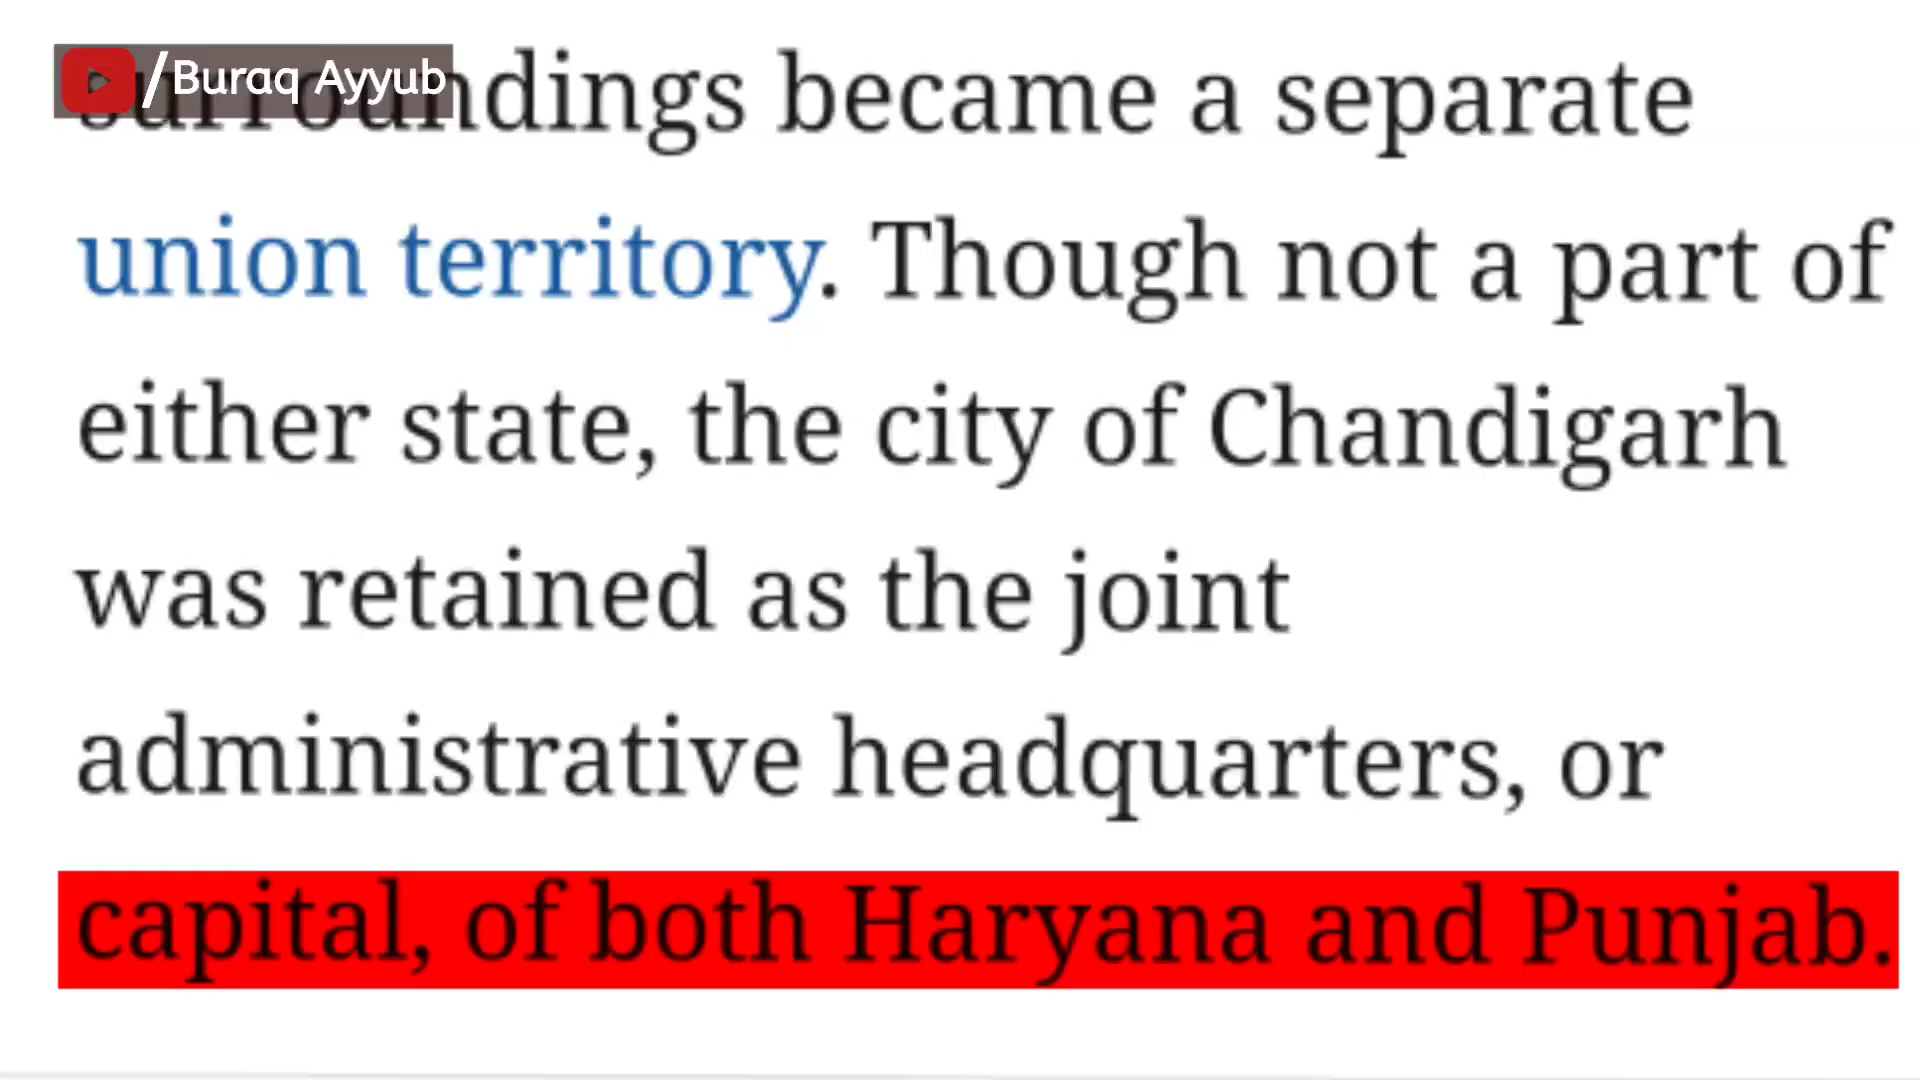 /Buraq Ayyub
surroundings became a separate
union territory. Though not a part of
either state, the city of Chandigarh
was retained as the joint
administrative headquarters, or
capital, of both Haryana and Punjab.